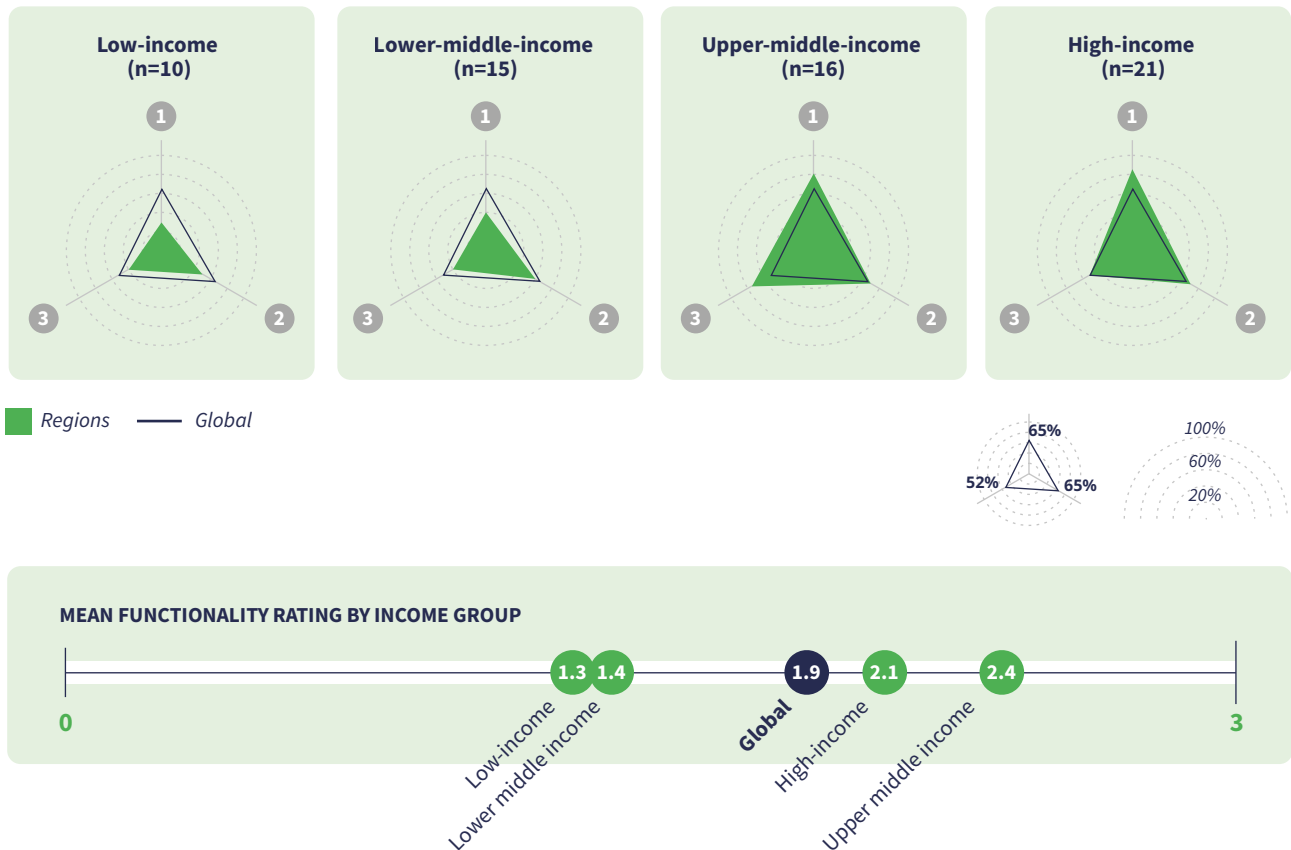 Low-income
(n=10)
1
3
2
Lower-middle-income
(n=15)
1
3
2
Upper-middle-income
(n=16)
1
3
2
High-income
(n=21)
1
3
2
Regions
Global
65%
52%
65%
100%
60%
20%
MEAN FUNCTIONALITY RATING BY INCOME GROUP
1.3
1.4
1.9
2.1
2.4
0
3
Low-income
Lower middle income
Global
High-income
Upper middle income